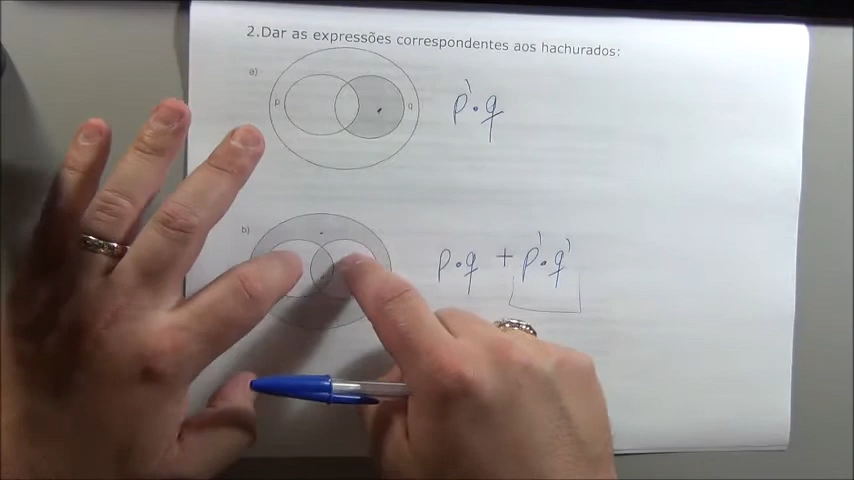 2.Dar as expressões correspondentes aos hachurados:
a)
p q
p'·q
b)
p·q + p'·q'